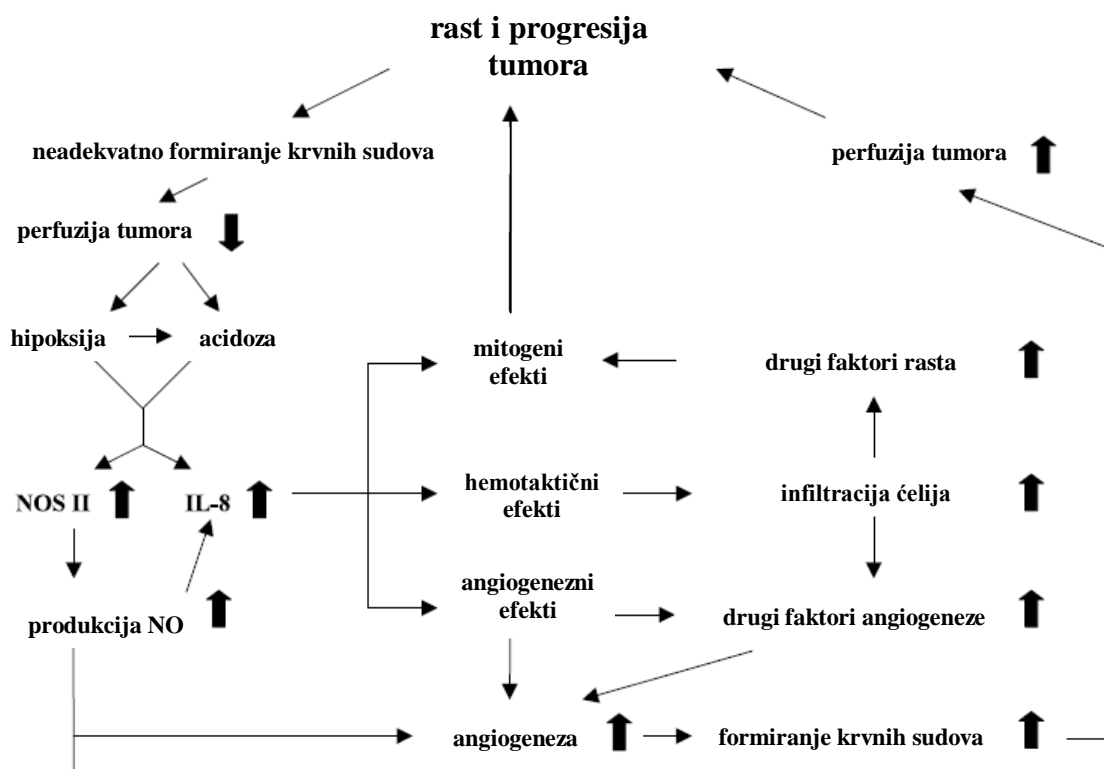 rast i progresija
tumora
neadekvatno formiranje krvnih sudova
perfuzija tumora
perfuzija tumora
hipoksija
acidoza
mitogeni
efekti
drugi faktori rasta
NOS II
IL-8
hemotaktični
efekti
infiltracija ćelija
angiogenezni
efekti
produkcija NO
drugi faktori angiogeneze
angiogeneza
formiranje krvnih sudova